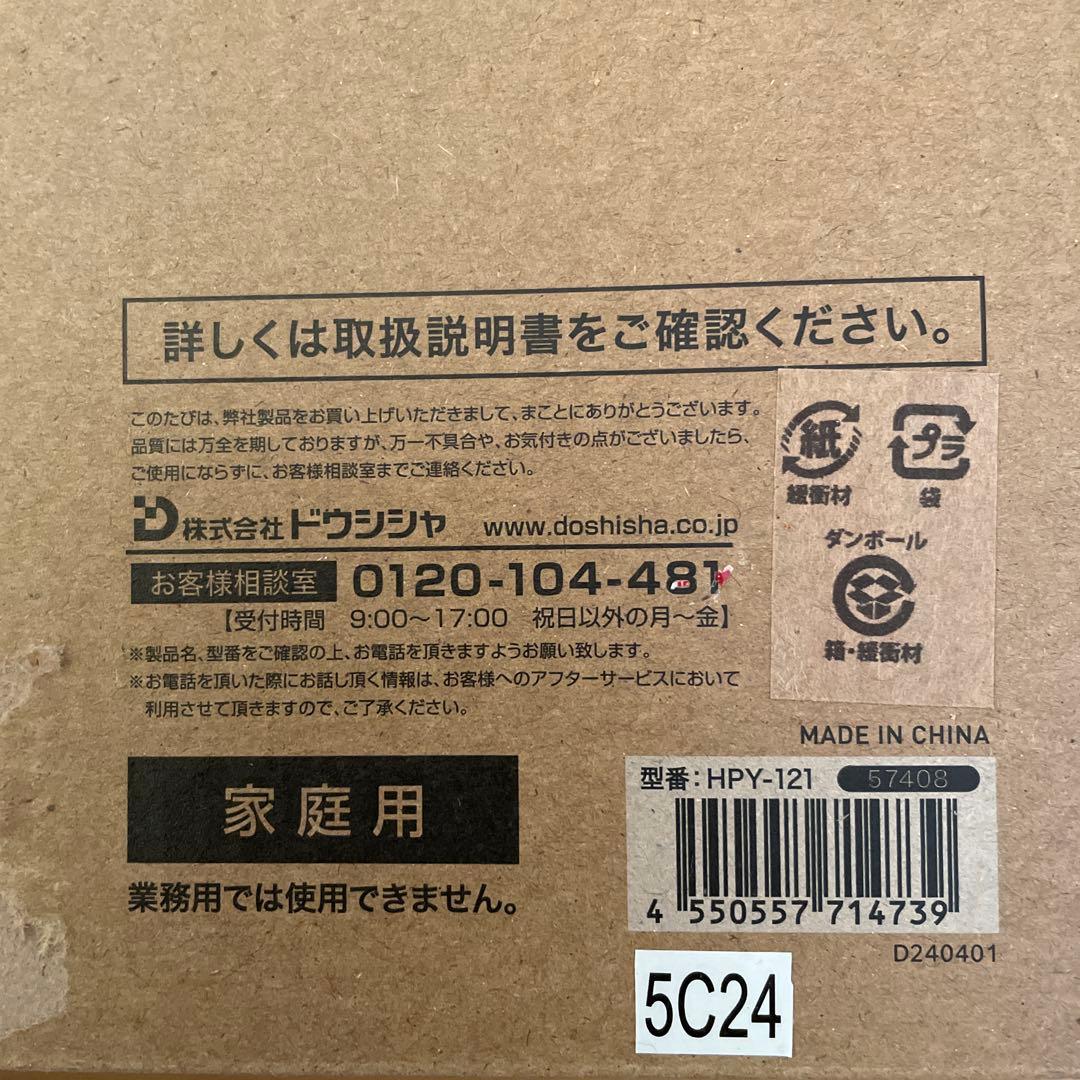 詳しくは取扱説明書をご確認ください。
このたびは、弊社製品をお買い上げいただきまして、まことにありがとうございます。
品質には万全を期しておりますが、万一不具合や、お気付きの点がございましたら、
ご使用にならずに、お客様相談室までご連絡ください。
株式会社ドウシシャ www.doshisha.co.jp
お客様相談室 0120-104-481
【受付時間 9:00～17:00 祝日以外の月～金】
※製品名、型番をご確認の上、お電話を頂きますようお願い致します。
※お電話を頂いた際にお話し頂く情報は、お客様へのアフターサービスにおいて
利用させて頂きますので、ご了承ください。
紙 プラ
緩衝材 袋
ダンボール
箱・緩衝材
MADE IN CHINA
家庭用
業務用では使用できません。
型番：HPY-121 57408
4 550557 714739
D240401
5C24